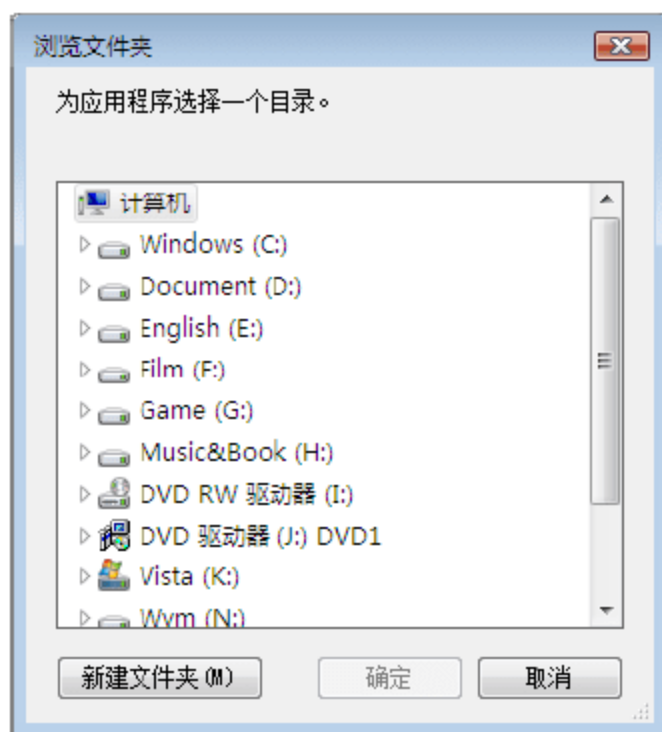 浏览文件夹
为应用程序选择一个目录。
计算机
Windows (C:)
Document (D:)
English (E:)
Film (F:)
Game (G:)
Music&Book (H:)
DVD RW 驱动器 (I:)
DVD 驱动器 (J:) DVD1
Vista (K:)
Wym (N:)
新建文件夹(M) 确定 取消